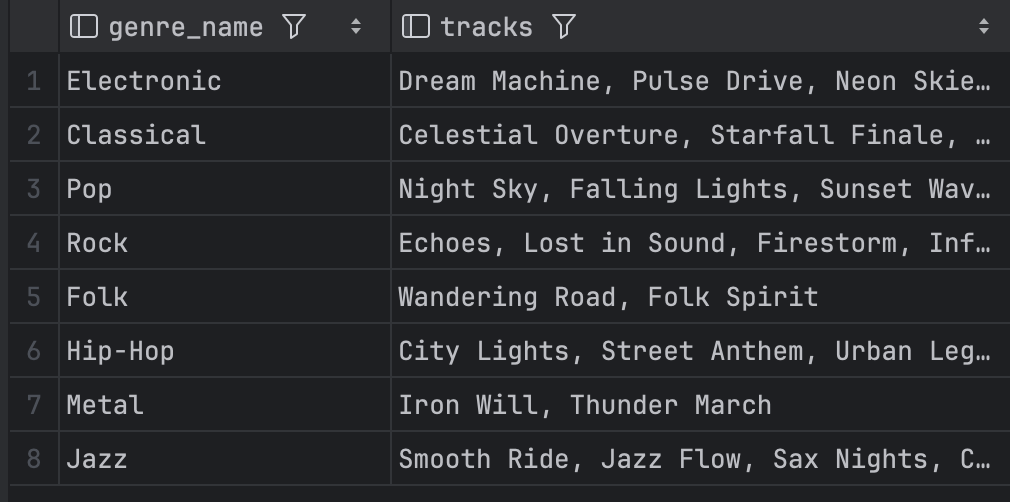 genre_name tracks
1 Electronic Dream Machine, Pulse Drive, Neon Skie…
2 Classical Celestial Overture, Starfall Finale, …
3 Pop Night Sky, Falling Lights, Sunset Wav…
4 Rock Echoes, Lost in Sound, Firestorm, Inf…
5 Folk Wandering Road, Folk Spirit
6 Hip-Hop City Lights, Street Anthem, Urban Leg…
7 Metal Iron Will, Thunder March
8 Jazz Smooth Ride, Jazz Flow, Sax Nights, C…